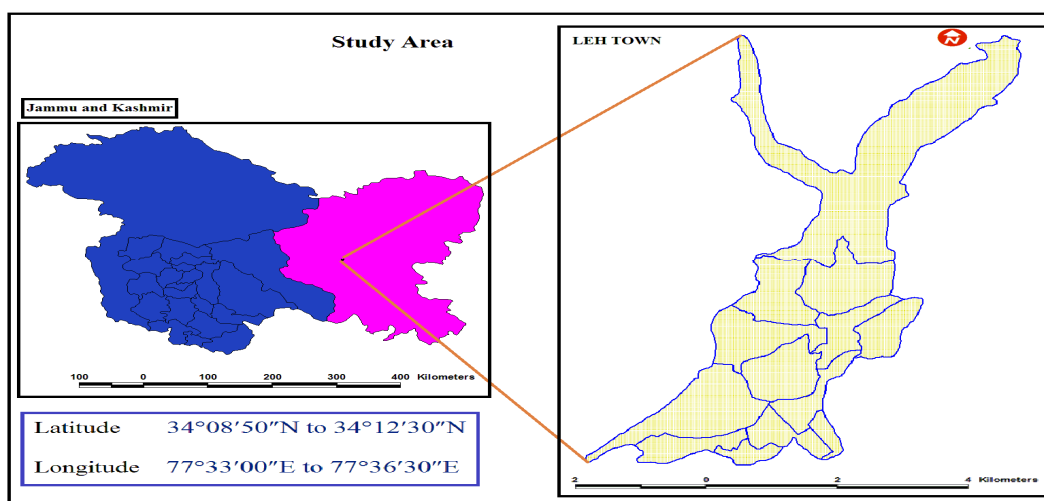 Study Area
LEH TOWN
N
Jammu and Kashmir
100 0 100 200 300 400 Kilometers
Latitude 34°08′50″N to 34°12′30″N
Longitude 77°33′00″E to 77°36′30″E
2 0 2 4 Kilometers